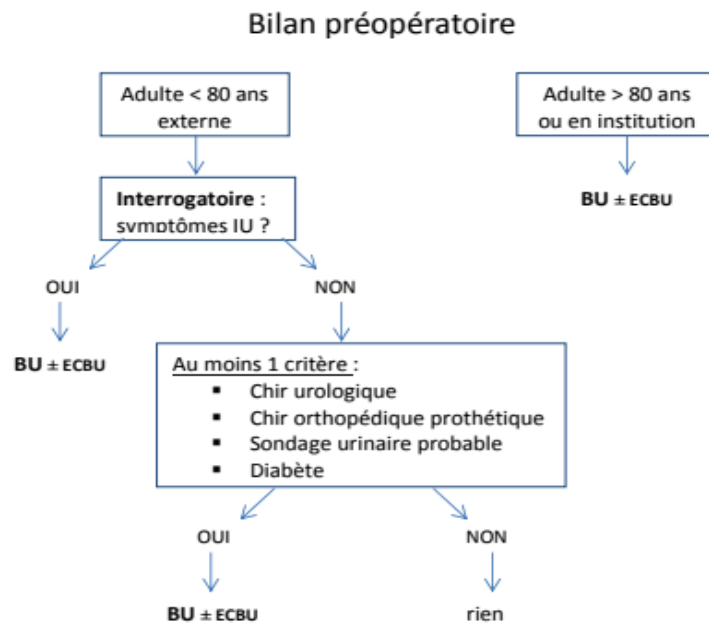 Bilan préopératoire
Adulte < 80 ans
externe
Adulte > 80 ans
ou en institution
Interrogatoire :
symptômes IU ?
BU ± ECBU
OUI
NON
BU ± ECBU
Au moins 1 critère :
▪ Chir urologique
▪ Chir orthopédique prothétique
▪ Sondage urinaire probable
▪ Diabète
OUI
NON
BU ± ECBU
rien